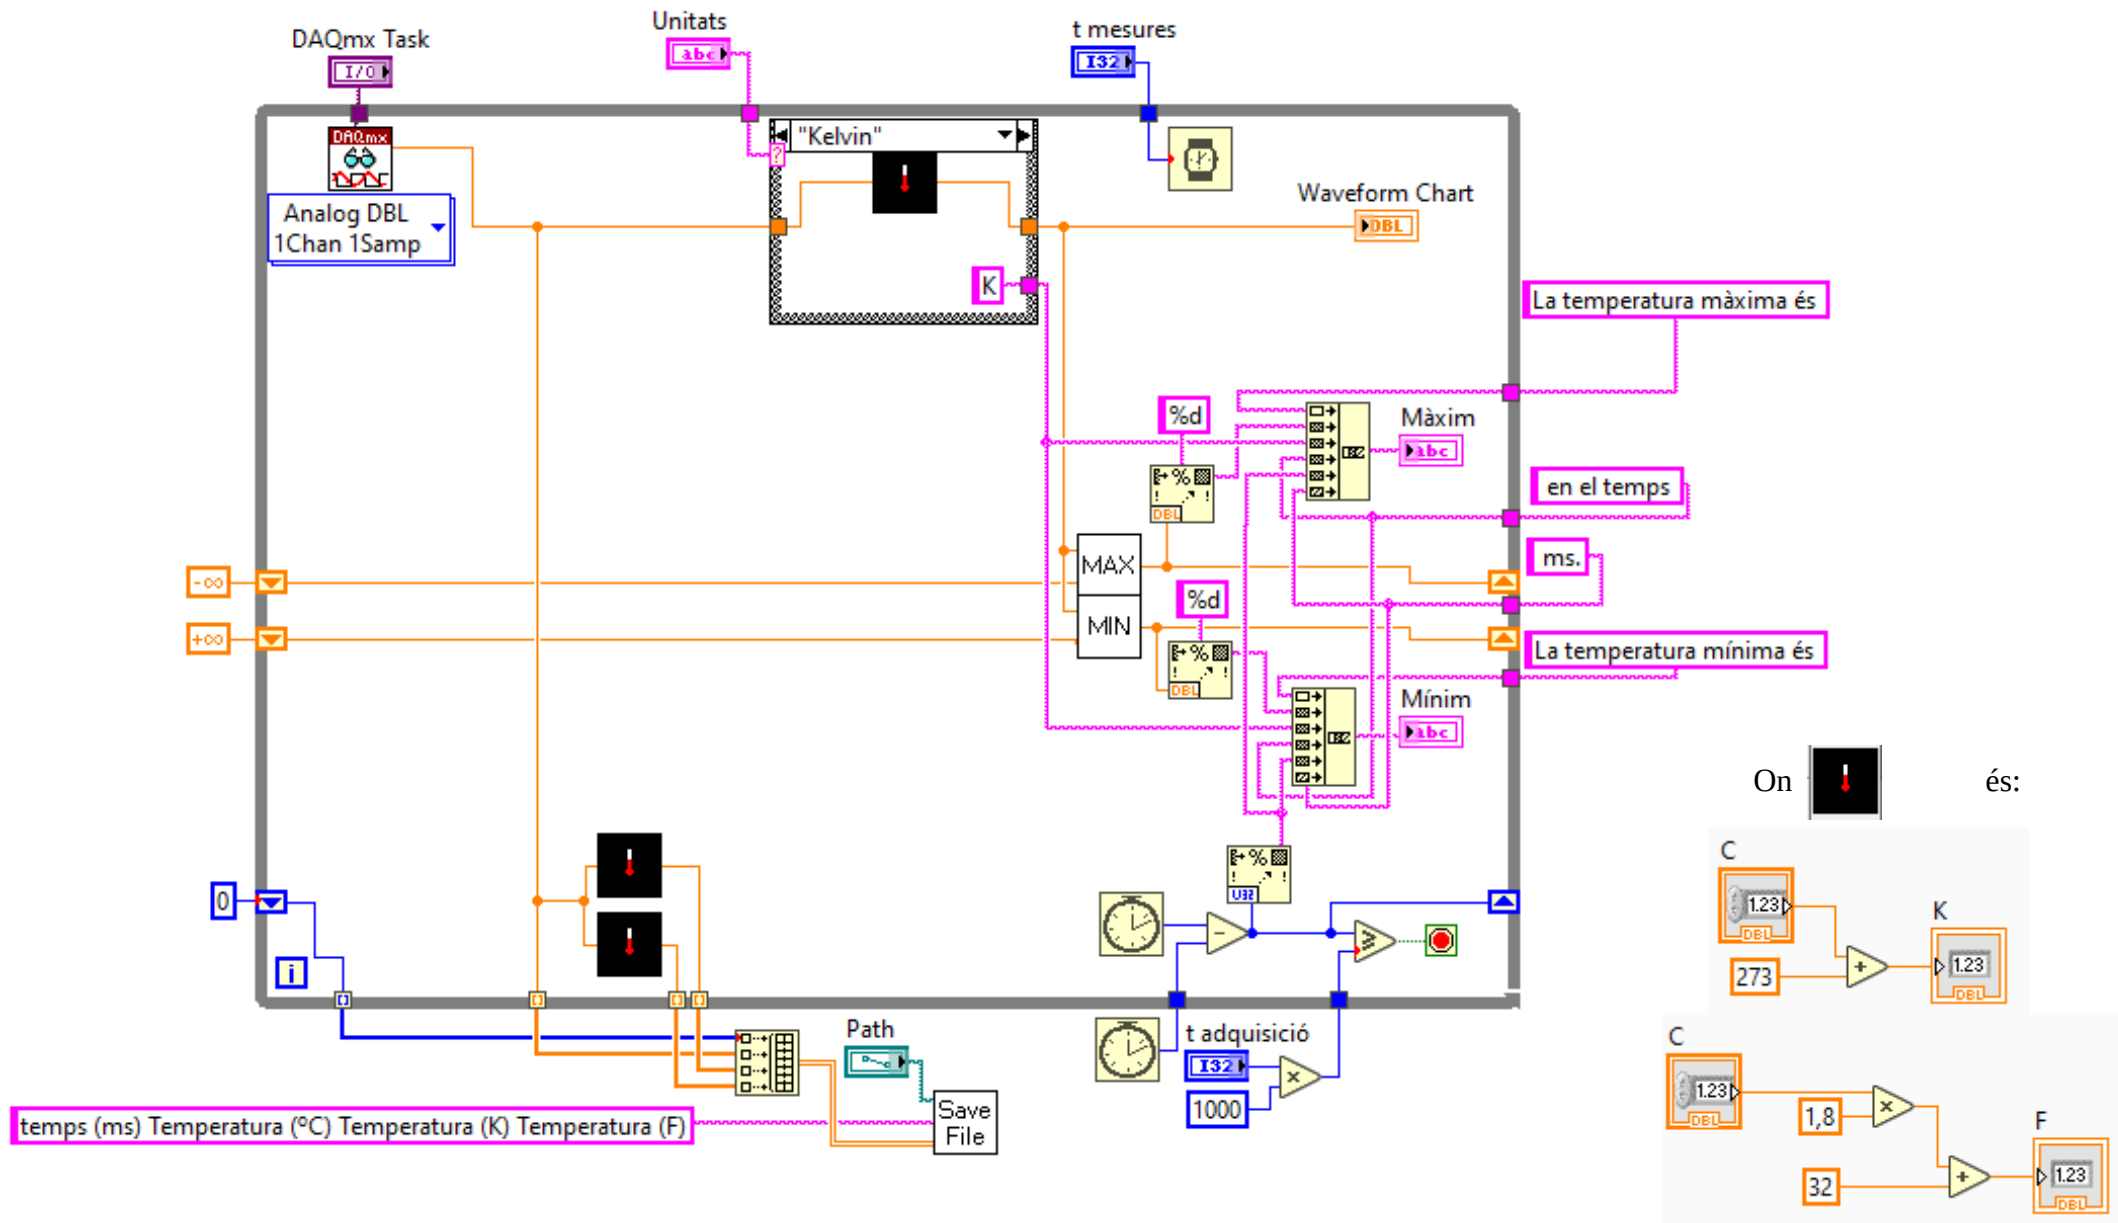 Unitats
DAQmx Task
t mesures
abc
I/O
I32
DAQmx
"Kelvin"
?
Analog DBL
1Chan 1Samp
Waveform Chart
DBL
K
La temperatura màxima és
%d
Màxim
abc
% 
DBL
en el temps
MAX
ms.
-∞
%d
MIN
+∞
%
DBL
La temperatura mínima és
Mínim
abc
On
és:
%
U32
C
1.23
DBL
0
K
-
≥
+
1.23
DBL
273
i
Path
t adquisició
I32
x
1000
Save
File
temps (ms) Temperatura (ºC) Temperatura (K) Temperatura (F)
C
1.23
DBL
x
1,8
F
+
1.23
DBL
32